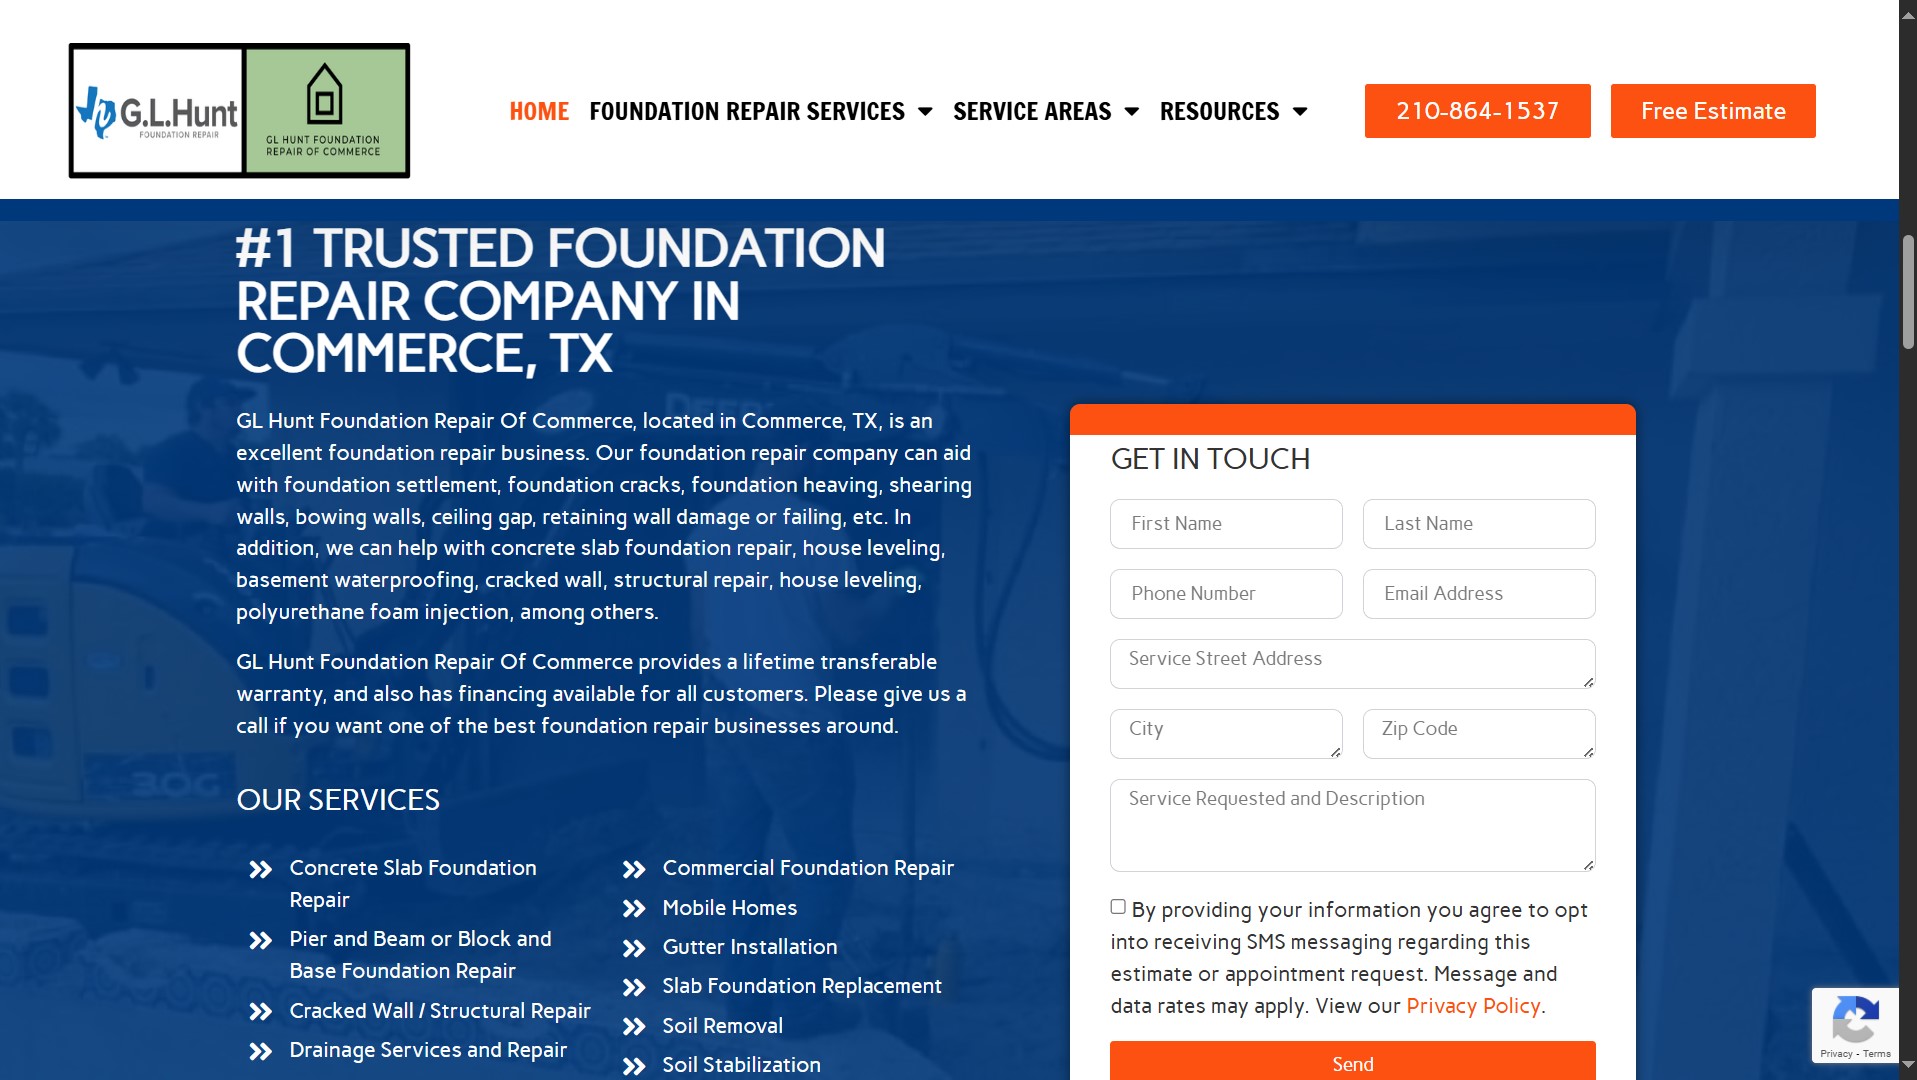 G.L.Hunt
FOUNDATION REPAIR
GL HUNT FOUNDATION
REPAIR OF COMMERCE
HOME
FOUNDATION REPAIR SERVICES
SERVICE AREAS
RESOURCES
210-864-1537
Free Estimate
#1 TRUSTED FOUNDATION
REPAIR COMPANY IN
COMMERCE, TX
GL Hunt Foundation Repair Of Commerce, located in Commerce, TX, is an
excellent foundation repair business. Our foundation repair company can aid
with foundation settlement, foundation cracks, foundation heaving, shearing
walls, bowing walls, ceiling gap, retaining wall damage or failing, etc. In
addition, we can help with concrete slab foundation repair, house leveling,
basement waterproofing, cracked wall, structural repair, house leveling,
polyurethane foam injection, among others.
GL Hunt Foundation Repair Of Commerce provides a lifetime transferable
warranty, and also has financing available for all customers. Please give us a
call if you want one of the best foundation repair businesses around.
OUR SERVICES
Concrete Slab Foundation
Repair
Pier and Beam or Block and
Base Foundation Repair
Cracked Wall / Structural Repair
Drainage Services and Repair
Commercial Foundation Repair
Mobile Homes
Gutter Installation
Slab Foundation Replacement
Soil Removal
Soil Stabilization
30G
GET IN TOUCH
First Name
Last Name
Phone Number
Email Address
Service Street Address
City
Zip Code
Service Requested and Description
By providing your information you agree to opt
into receiving SMS messaging regarding this
estimate or appointment request. Message and
data rates may apply. View our Privacy Policy.
Send
Privacy - Terms